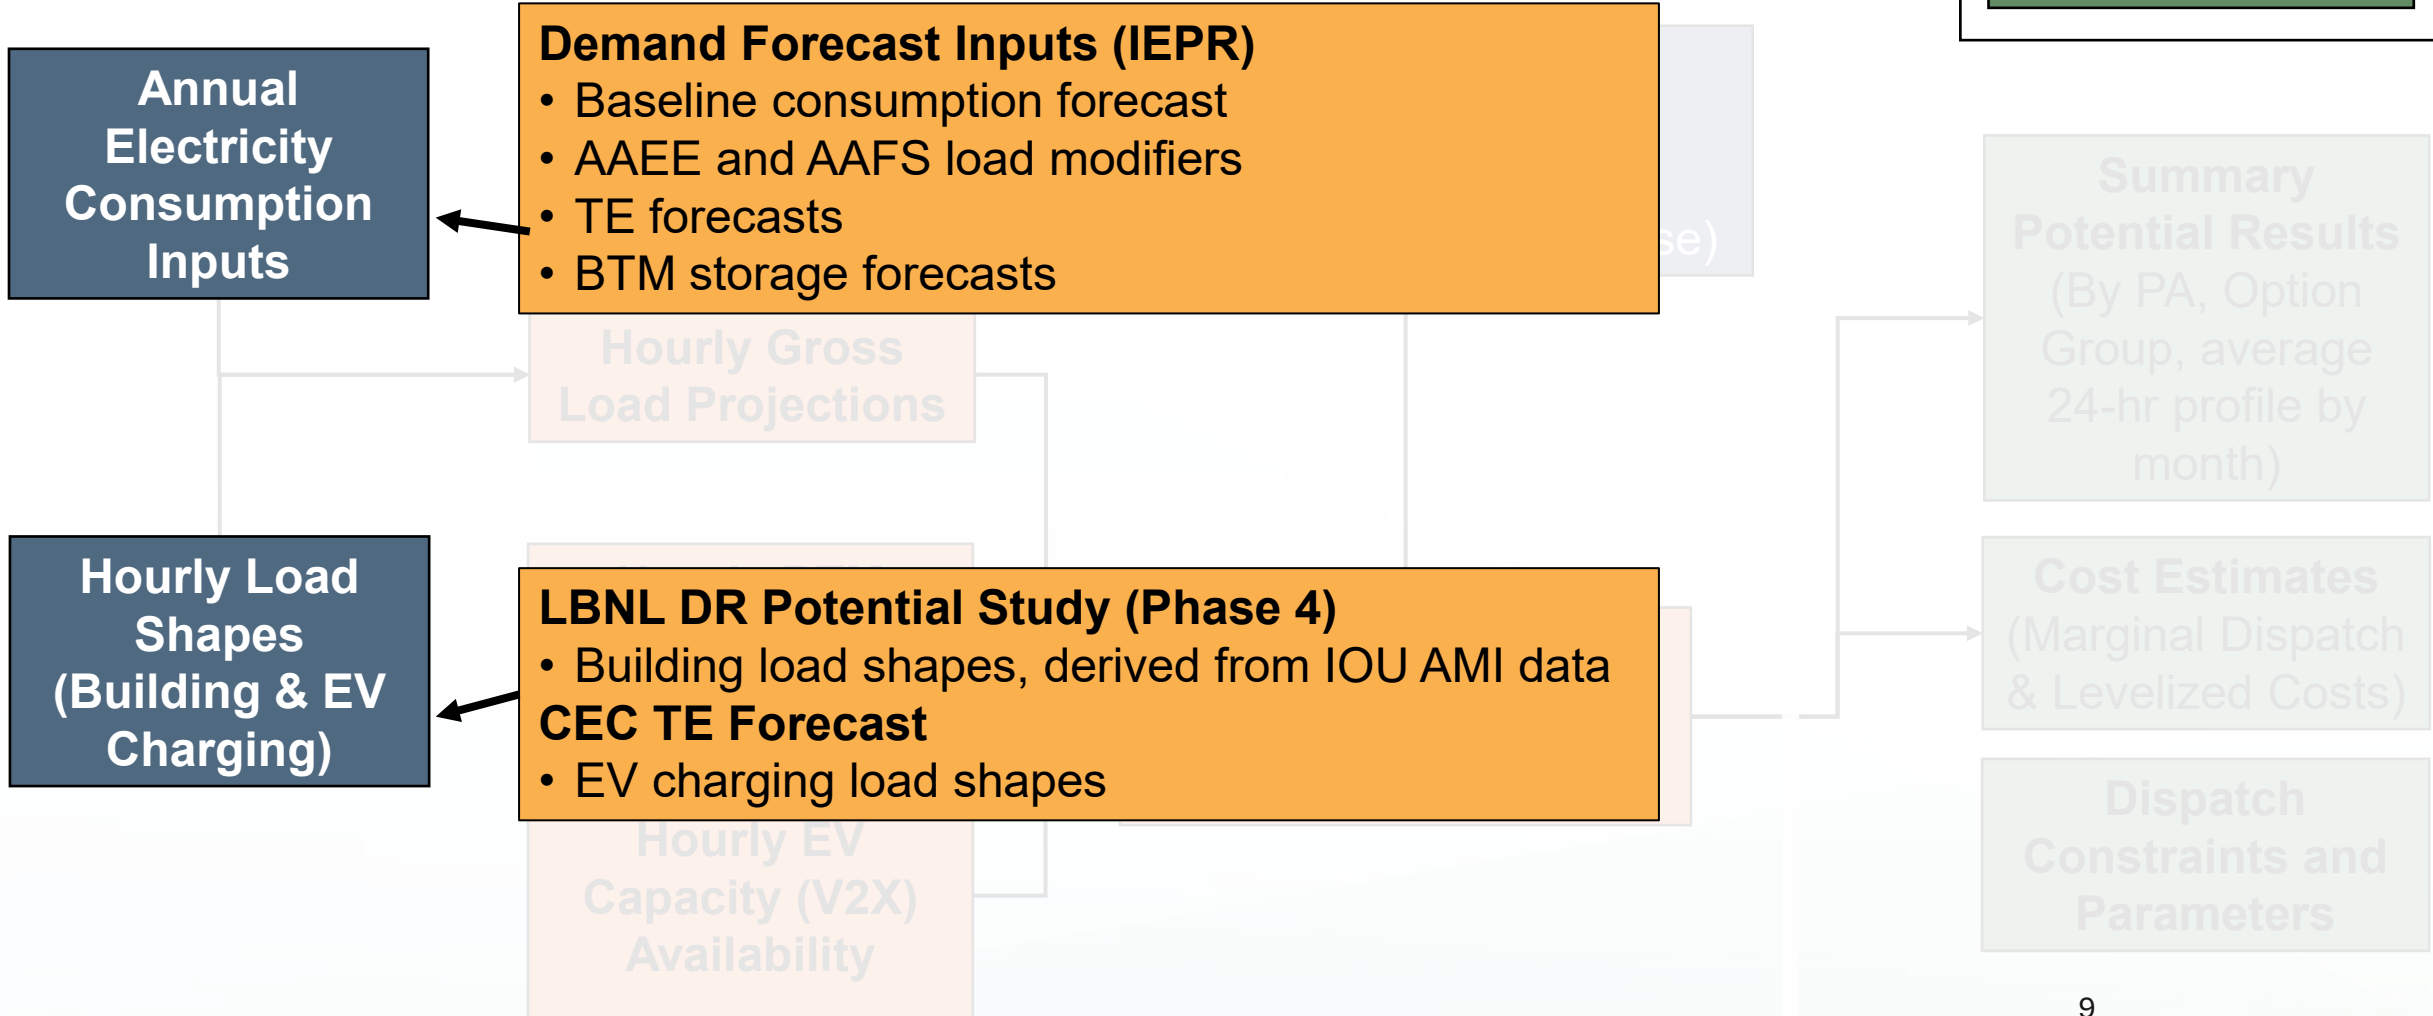 Annual
Electricity
Consumption
Inputs
Demand Forecast Inputs (IEPR)
• Baseline consumption forecast
• AAEE and AAFS load modifiers
• TE forecasts
• BTM storage forecasts
se)
Hourly Gross
Load Projections
Summary
Potential Results
(By PA, Option
Group, average
24-hr profile by
month)
Hourly Load
Shapes
(Building & EV
Charging)
LBNL DR Potential Study (Phase 4)
• Building load shapes, derived from IOU AMI data
CEC TE Forecast
• EV charging load shapes
Hourly EV
Capacity (V2X)
Availability
Cost Estimates
(Marginal Dispatch
& Levelized Costs)
Dispatch
Constraints and
Parameters
9